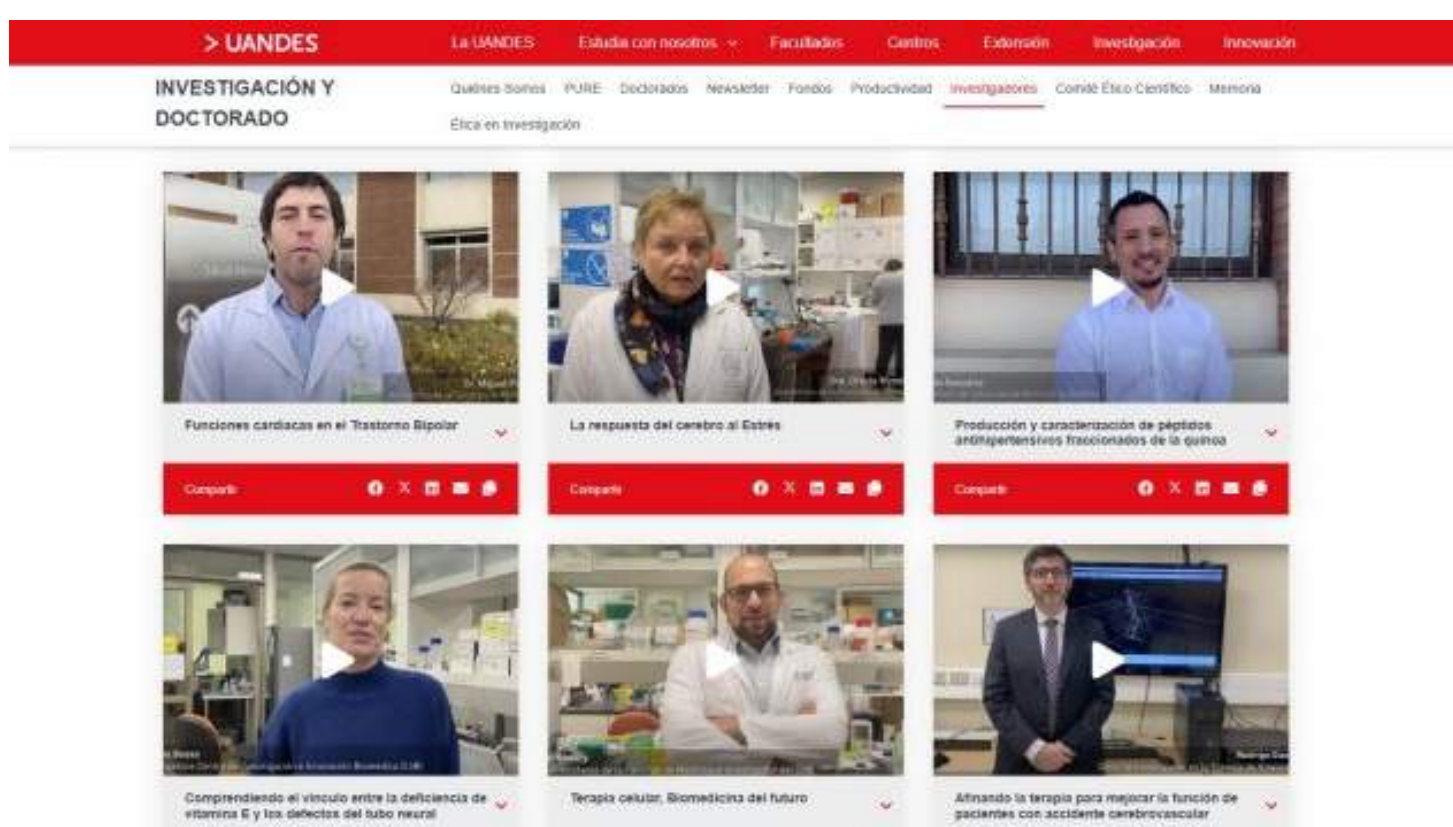 > UANDES
La UANDES Estudia con nosotros Facultades Centros Extensión Investigación Innovación
INVESTIGACIÓN Y
DOCTORADO
Quiénes Somos PURE Doctorados Newsletter Fondos Productividad Investigadores Comité Ético Científico Memoria
Ética en Investigación
Dr. Miguel
Funciones cardíacas en el Trastorno Bipolar
La respuesta del cerebro al Estrés
Producción y caracterización de péptidos
antihipertensivos fraccionados de la quinoa
Compartir
Compartir
Compartir
Rodrigo
Comprendiendo el vínculo entre la deficiencia de
vitamina E y los defectos del tubo neural
Terapia celular, Biomedicina del futuro
Afinando la terapia para mejorar la función de
pacientes con accidente cerebrovascular